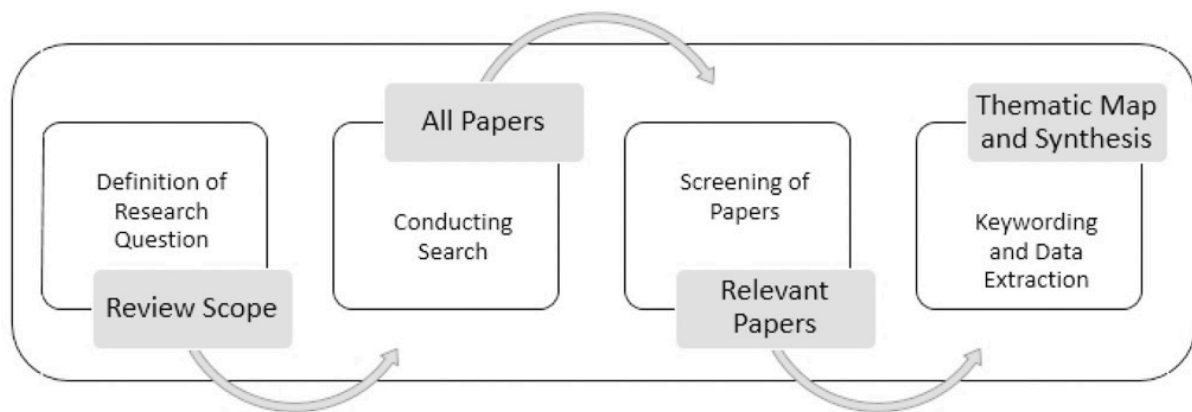 Definition of
Research
Question
Review Scope
All Papers
Conducting
Search
Screening of
Papers
Relevant
Papers
Thematic Map
and Synthesis
Keywording
and Data
Extraction